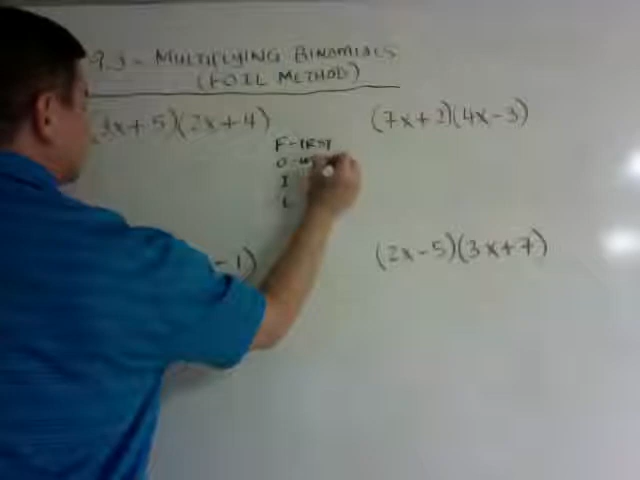 9.3 - MULTIPLYING BINOMIALS
(FOIL METHOD)
(3x+5)(2x+4)
(7x+2)(4x-3)
F-IRST
O-
I
L
-1)
(2x-5)(3x+7)